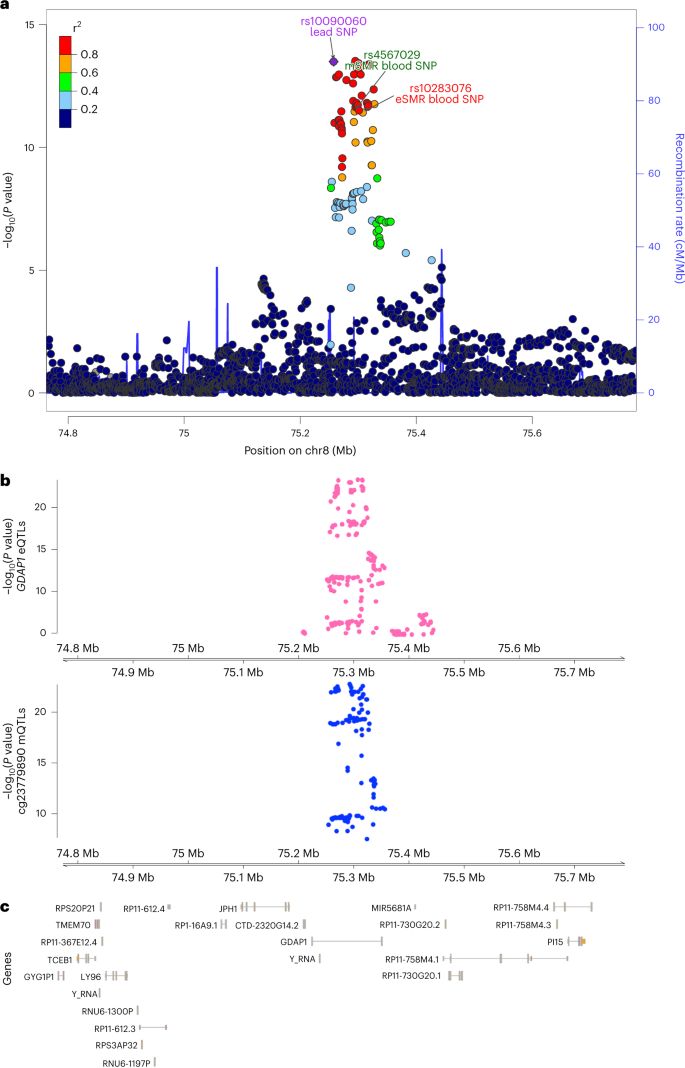 a
r2
0.8
0.6
0.4
0.2
rs10090060
lead SNP
rs4567029
mSMR blood SNP
rs10283076
eSMR blood SNP
15
10
5
0
–log10(P value)
100
80
60
40
20
0
Recombination rate (cM/Mb)
74.8
75
75.2
75.4
75.6
Position on chr8 (Mb)
b
–log10(P value)
GDAP1 eQTLs
20
15
10
0
74.8 Mb
75 Mb
75.2 Mb
75.4 Mb
75.6 Mb
74.9 Mb
75.1 Mb
75.3 Mb
75.5 Mb
75.7 Mb
–log10(P value)
cg23779890 mQTLs
20
15
10
74.8 Mb
75 Mb
75.2 Mb
75.4 Mb
75.6 Mb
74.9 Mb
75.1 Mb
75.3 Mb
75.5 Mb
75.7 Mb
c
Genes
RPS20P21
RP11-612.4
JPH1
MIR5681A
RP11-758M4.4
TMEM70
RP1-16A9.1
CTD-2320G14.2
RP11-730G20.2
RP11-758M4.3
RP11-367E12.4
GDAP1
PI15
TCEB1
Y_RNA
RP11-758M4.1
GYG1P1
LY96
RP11-730G20.1
Y_RNA
RNU6-1300P
RP11-612.3
RPS3AP32
RNU6-1197P